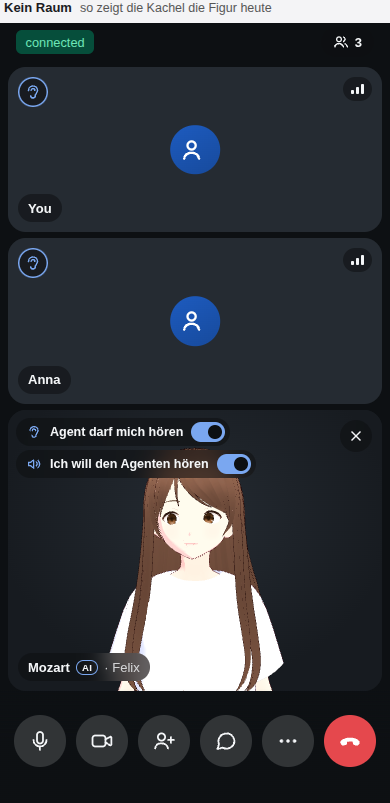 Kein Raum so zeigt die Kachel die Figur heute
connected
3
You
Anna
Agent darf mich hören
Ich will den Agenten hören
Mozart AI · Felix